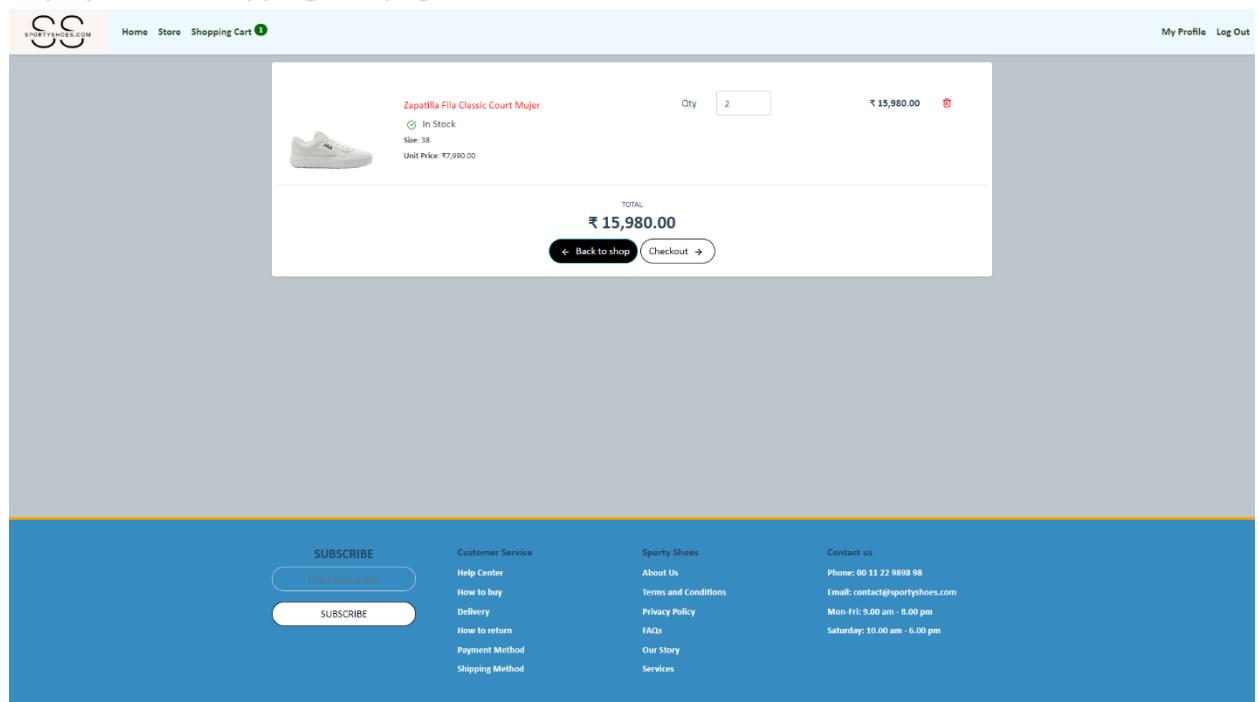 SPORTYSHOES.COM
Home Store Shopping Cart 1
My Profile Log Out
Zapatilla Fila Classic Court Mujer
Qty 2 ₹ 15,980.00
In Stock
Size: 38
Unit Price: ₹7,990.00
FILA
TOTAL
₹ 15,980.00
← Back to shop
Checkout →
SUBSCRIBE
Enter your email
SUBSCRIBE
Customer Service
Help Center
How to buy
Delivery
How to return
Payment Method
Shipping Method
Sporty Shoes
About Us
Terms and Conditions
Privacy Policy
FAQs
Our Story
Services
Contact us
Phone: 00 11 22 9898 98
Email: contact@sportyshoes.com
Mon-Fri: 9.00 am - 8.00 pm
Saturday: 10.00 am - 6.00 pm